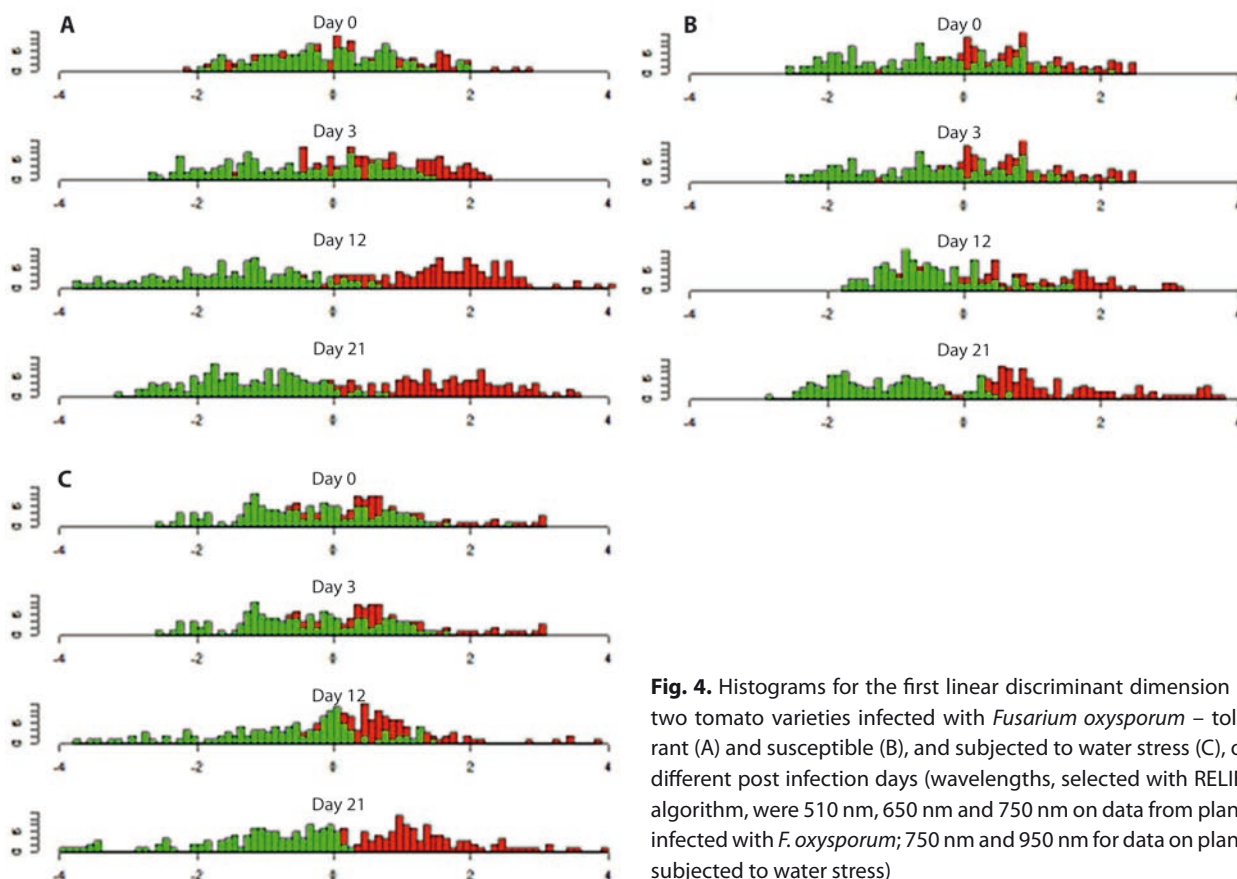 A
Day 0
-4 -2 0 2 4
Day 3
-4 -2 0 2 4
Day 12
-4 -2 0 2 4
Day 21
-4 -2 0 2 4
B
Day 0
-4 -2 0 2 4
Day 3
-4 -2 0 2 4
Day 12
-4 -2 0 2 4
Day 21
-4 -2 0 2 4
C
Day 0
-4 -2 0 2 4
Day 3
-4 -2 0 2 4
Day 12
-4 -2 0 2 4
Day 21
Fig. 4. Histograms for the first linear discriminant dimension
two tomato varieties infected with Fusarium oxysporum – tol
rant (A) and susceptible (B), and subjected to water stress (C),
different post infection days (wavelengths, selected with RELI
algorithm, were 510 nm, 650 nm and 750 nm on data from plan
infected with F. oxysporum; 750 nm and 950 nm for data on plan
subjected to water stress)